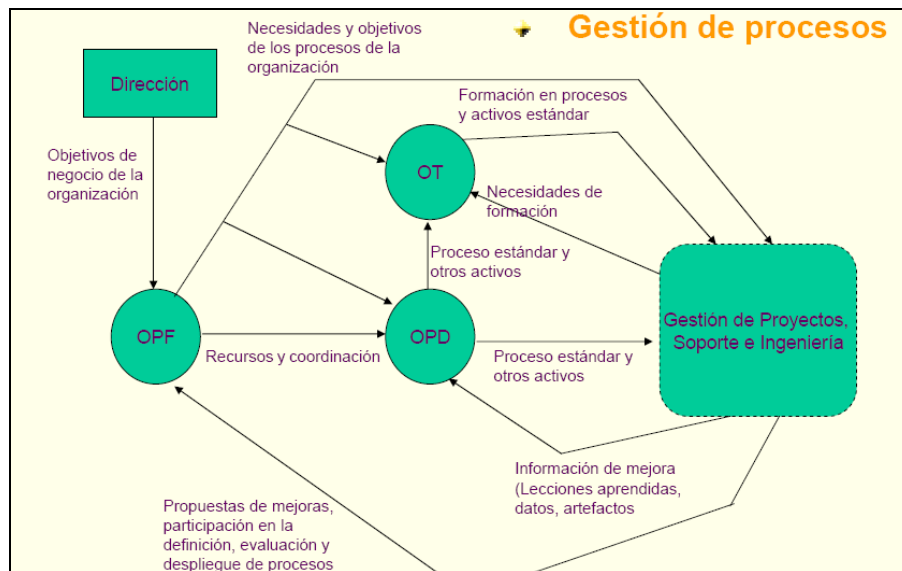 Gestión de procesos
Necesidades y objetivos
de los procesos de la
organización
Dirección
Formación en procesos
y activos estándar
Objetivos de
negocio de la
organización
OT
Necesidades de
formación
Proceso estándar y
otros activos
OPF
Recursos y coordinación
OPD
Proceso estándar y
otros activos
Gestión de Proyectos,
Soporte e Ingeniería
Información de mejora
(Lecciones aprendidas,
datos, artefactos
Propuestas de mejoras,
participación en la
definición, evaluación y
despliegue de procesos